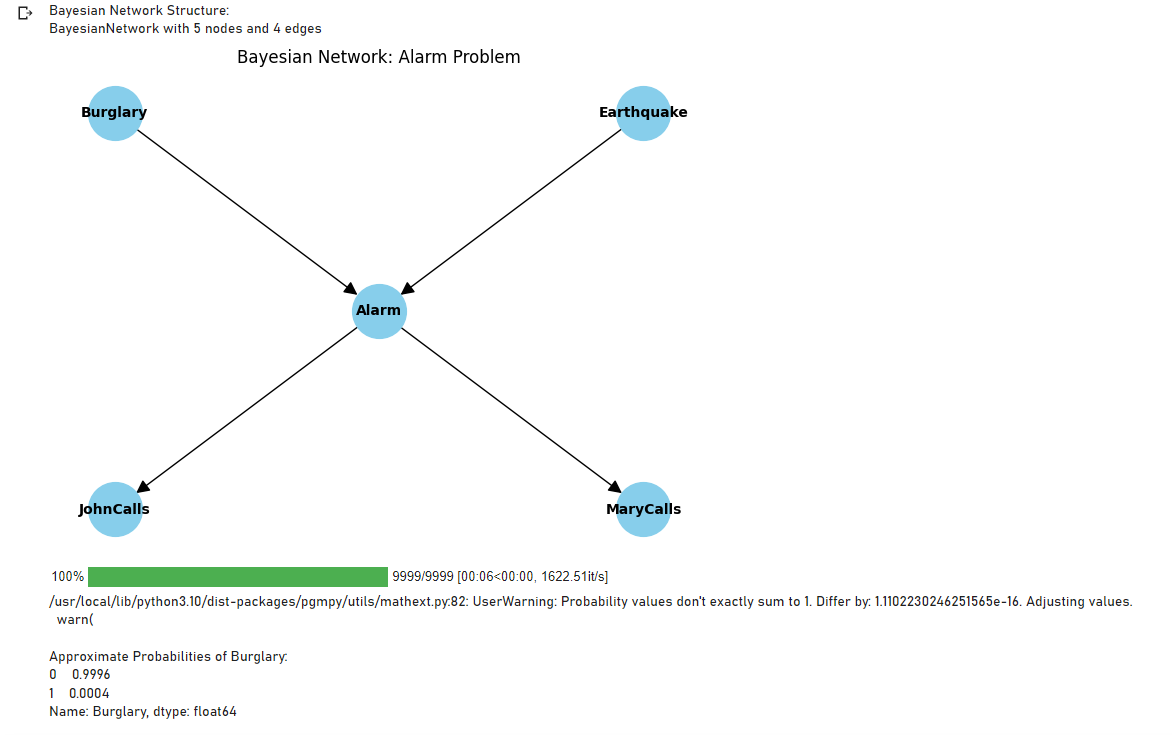 Bayesian Network Structure:
BayesianNetwork with 5 nodes and 4 edges
Bayesian Network: Alarm Problem
Burglary
Earthquake
Alarm
JohnCalls
MaryCalls
100% 9999/9999 [00:06<00:00, 1622.51it/s]
/usr/local/lib/python3.10/dist-packages/pgmpy/utils/mathext.py:82: UserWarning: Probability values don't exactly sum to 1. Differ by: 1.1102230246251565e-16. Adjusting values.
warn(
Approximate Probabilities of Burglary:
0 0.9996
1 0.0004
Name: Burglary, dtype: float64